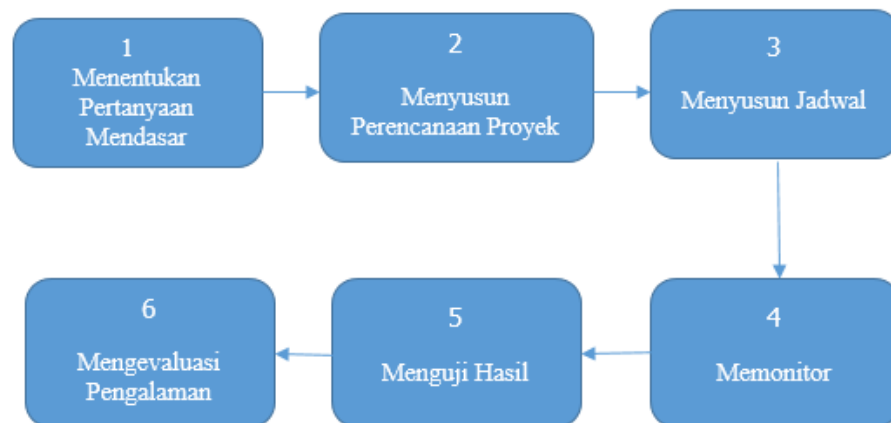 1
Menentukan
Pertanyaan
Mendasar
2
Menyusun
Perencanaan Proyek
3
Menyusun Jadwal
4
Memonitor
5
Menguji Hasil
6
Mengevaluasi
Pengalaman